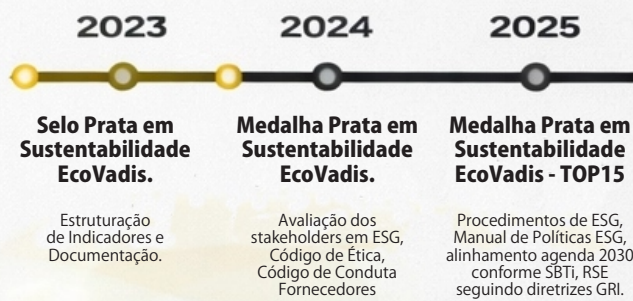 2023
2024
2025
Selo Prata em
Sustentabilidade
EcoVadis.
Estruturação
de Indicadores e
Documentação.
Medalha Prata em
Sustentabilidade
EcoVadis.
Avaliação dos
stakeholders em ESG,
Código de Ética,
Código de Conduta
Fornecedores
Medalha Prata em
Sustentabilidade
EcoVadis - TOP15
Procedimentos de ESG,
Manual de Políticas ESG,
alinhamento agenda 2030
conforme SBTi, RSE
seguindo diretrizes GRI.